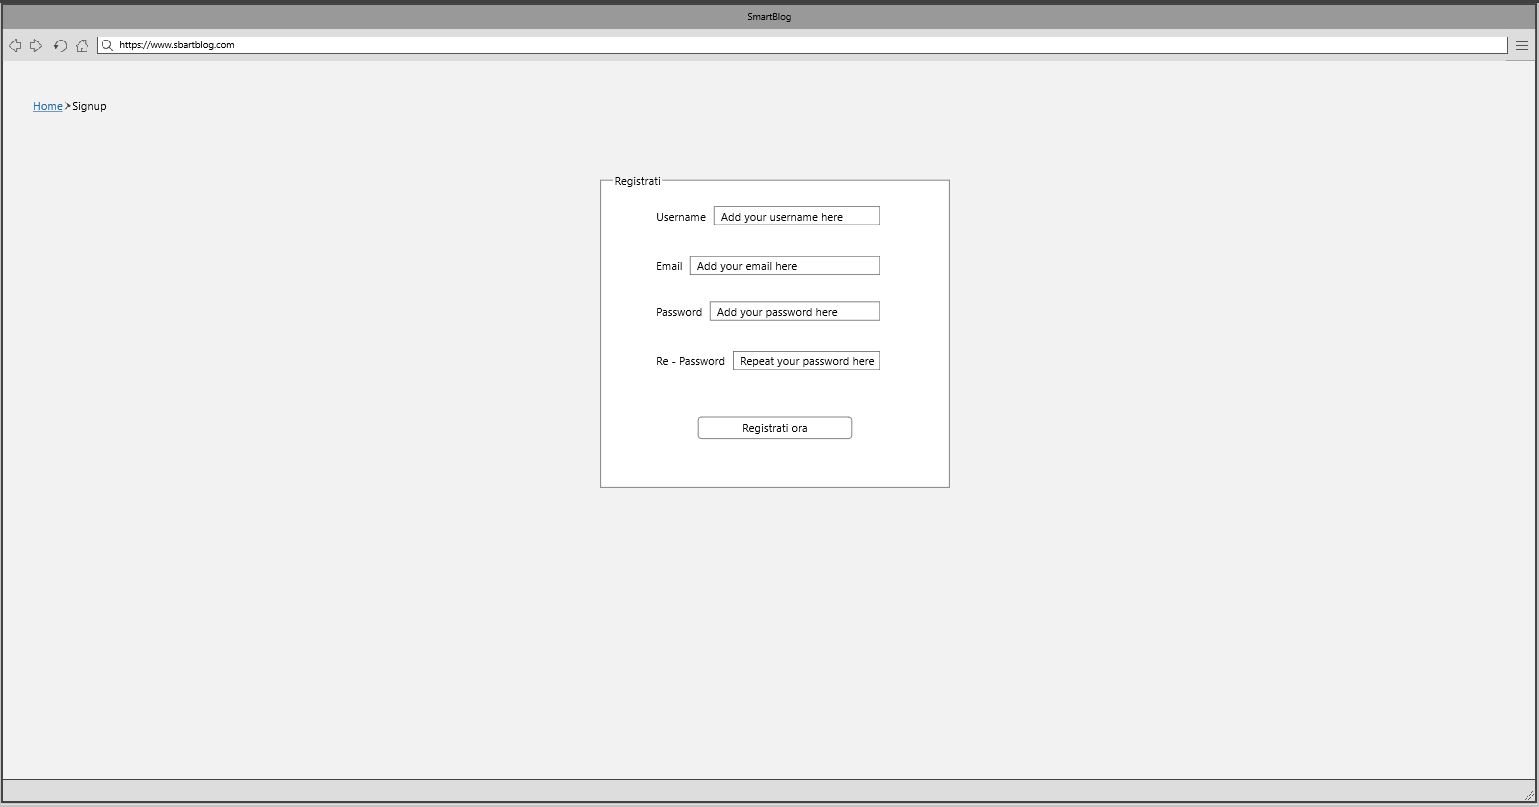 SmartBlog
https://www.sbartblog.com
Home > Signup
Registrati
Username Add your username here
Email Add your email here
Password Add your password here
Re - Password Repeat your password here
Registrati ora